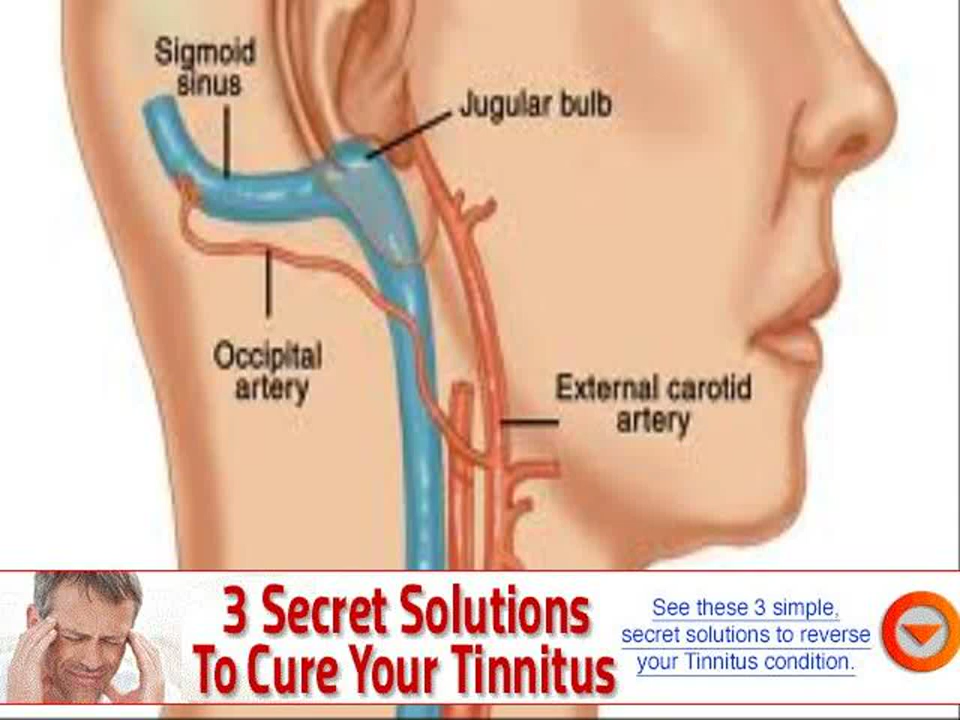 Sigmoid
sinus
Jugular bulb
Occipital
artery
External carotid
artery
3 Secret Solutions
To Cure Your Tinnitus
See these 3 simple,
secret solutions to reverse
your Tinnitus condition.